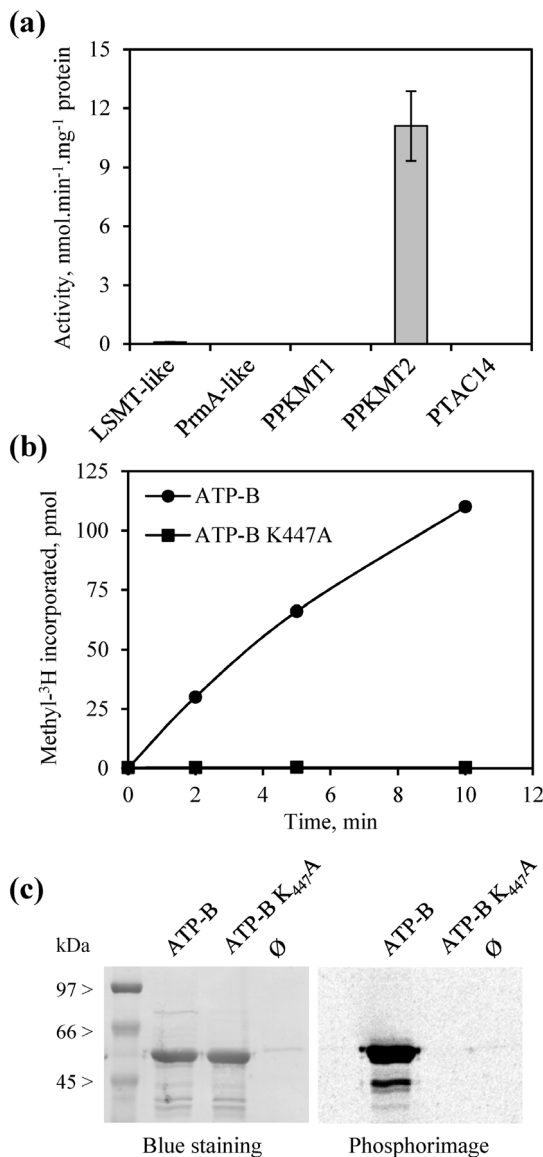 (a)
Activity, nmol.min⁻¹.mg⁻¹ protein
15
12
9
6
3
0
LSMT-like
PrmA-like
PPKMT1
PPKMT2
PTAC14
(b)
Methyl-³H incorporated, pmol
125
100
75
50
25
0
ATP-B
ATP-B K447A
0 2 4 6 8 10 12
Time, min
(c)
kDa
ATP-B
ATP-B K₄₄₇A
Ø
ATP-B
ATP-B K₄₄₇A
Ø
97 >
66 >
45 >
Blue staining
Phosphorimage